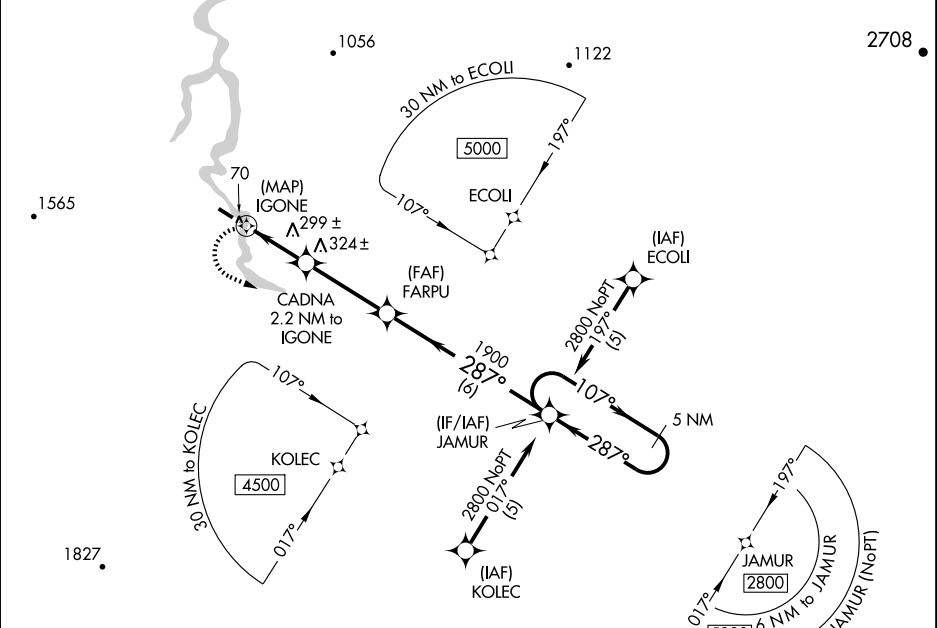 1056
1122
2708
30 NM to ECOLI
5000
197°
107°
ECOLI
70
(MAP)
IGONE
299 ±
324 ±
1565
CADNA
2.2 NM to
IGONE
(FAF)
FARPU
(IAF)
ECOLI
2800 NoPT
197°
(5)
1900
287°
(6)
107°
287°
5 NM
(IF/IAF)
JAMUR
2800 NoPT
017°
(5)
(IAF)
KOLEC
107°
30 NM to KOLEC
KOLEC
4500
017°
1827
197°
JAMUR
2800
017°
6 NM to JAMUR
JAMUR (NoPT)